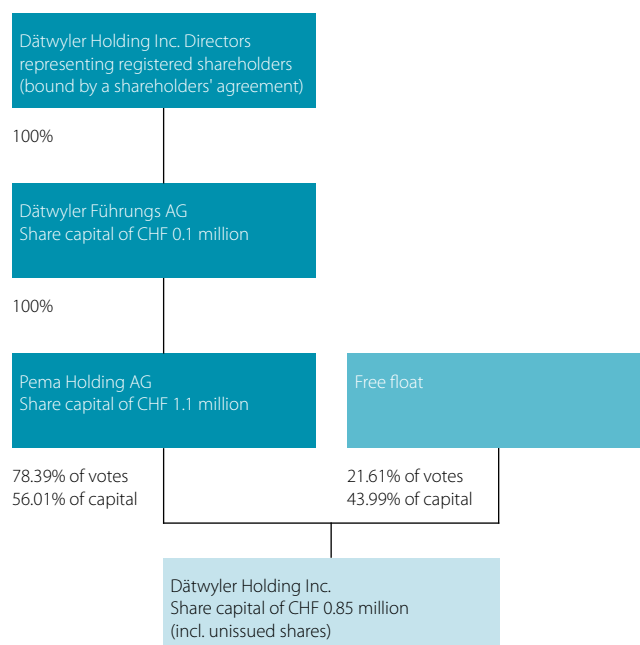 Dätwyler Holding Inc. Directors
representing registered shareholders
(bound by a shareholders' agreement)
100%
Dätwyler Führungs AG
Share capital of CHF 0.1 million
100%
Pema Holding AG
Share capital of CHF 1.1 million
Free float
78.39% of votes
56.01% of capital
21.61% of votes
43.99% of capital
Dätwyler Holding Inc.
Share capital of CHF 0.85 million
(incl. unissued shares)